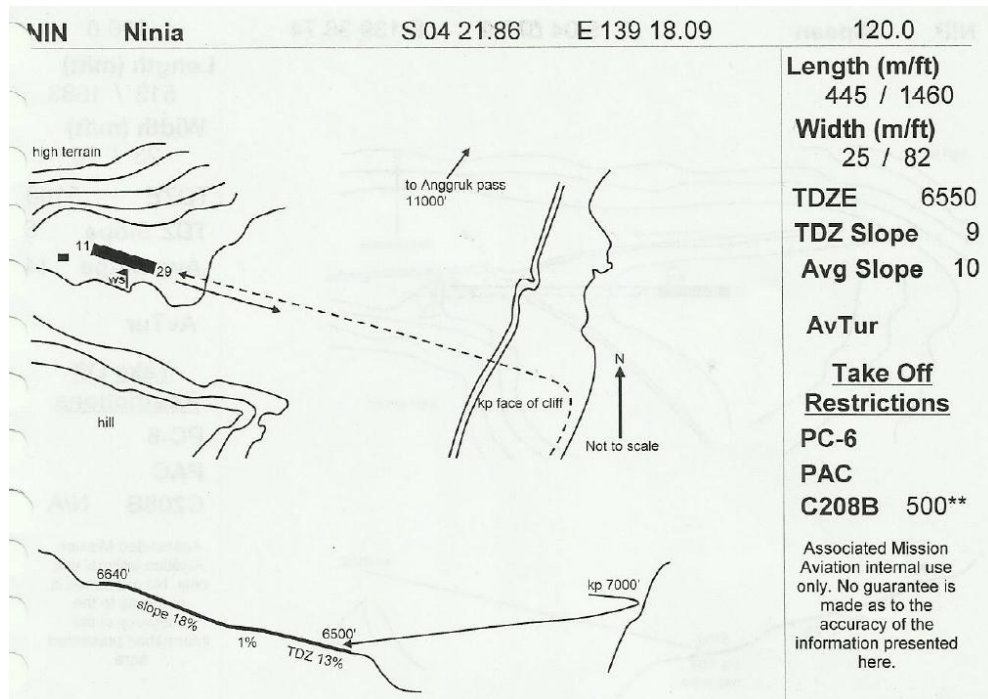 NIN Ninia S 04 21.86 E 139 18.09 120.0
Length (m/ft)
445 / 1460
Width (m/ft)
25 / 82
TDZE 6550
TDZ Slope 9
Avg Slope 10
AvTur
Take Off
Restrictions
PC-6
PAC
C208B 500**
Associated Mission
Aviation internal use
only. No guarantee is
made as to the
accuracy of the
information presented
here.
high terrain
to Anggruk pass
11000'
11
29
ws
N
kp face of cliff
hill
Not to scale
6640'
kp 7000'
slope 18%
6500'
1%
TDZ 13%